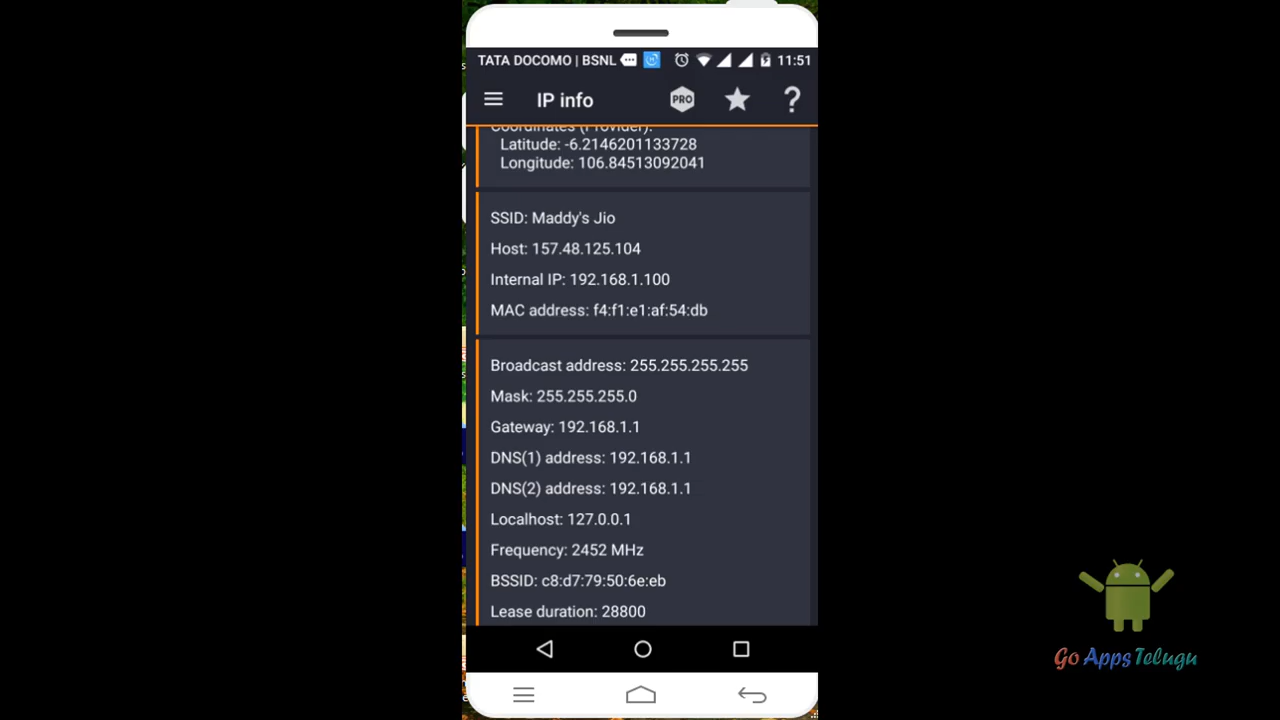 TATA DOCOMO | BSNL 11:51
IP info PRO ?
Coordinates (Provider):
Latitude: -6.2146201133728
Longitude: 106.84513092041
SSID: Maddy's Jio
Host: 157.48.125.104
Internal IP: 192.168.1.100
MAC address: f4:f1:e1:af:54:db
Broadcast address: 255.255.255.255
Mask: 255.255.255.0
Gateway: 192.168.1.1
DNS(1) address: 192.168.1.1
DNS(2) address: 192.168.1.1
Localhost: 127.0.0.1
Frequency: 2452 MHz
BSSID: c8:d7:79:50:6e:eb
Lease duration: 28800
Go Apps Telugu